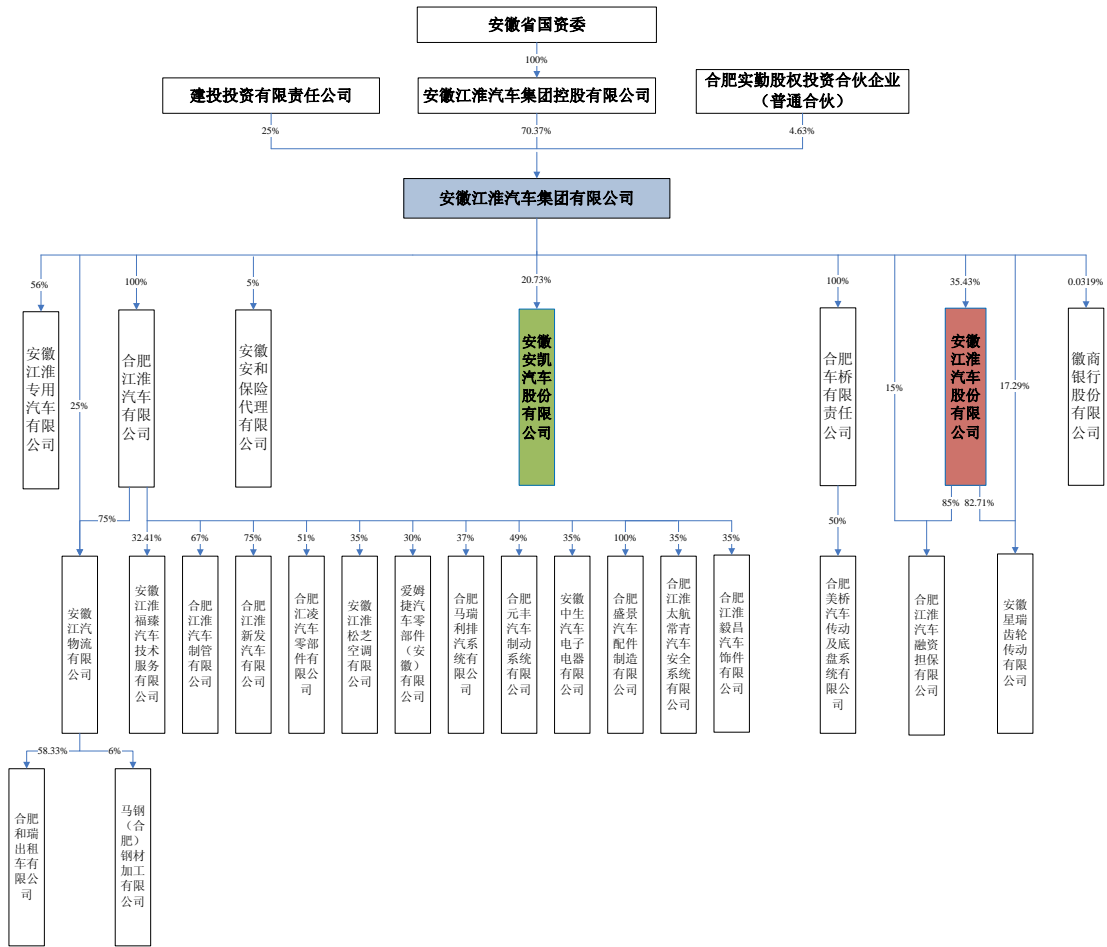 安徽省国资委
100%
建投投资有限责任公司
安徽江淮汽车集团控股有限公司
合肥实勤股权投资合伙企业
（普通合伙）
25%
70.37%
4.63%
安徽江淮汽车集团有限公司
56%
100%
5%
20.73%
100%
35.43%
0.0319%
25%
15%
17.29%
安徽
江淮
专用
汽车
有限
公司
合肥
江淮
汽车
有限
公司
安徽
安和
保险
代理
有限
公司
安徽
安凯
汽车
股份
有限
公司
合肥
车桥
有限
责任
公司
安徽
江淮
汽车
股份
有限
公司
徽商
银行
股份
有限
公司
75%
85%
82.71%
32.41%
67%
75%
51%
35%
30%
37%
49%
35%
100%
35%
35%
50%
安徽
江汽
物流
有限
公司
安徽
江淮
福臻
汽车
技术
服务
有限
公司
合肥
江淮
汽车
制管
有限
公司
合肥
江淮
新发
汽车
有限
公司
合肥
汇凌
汽车
零部
件有
限公
司
安徽
江淮
松芝
空调
有限
公司
爱姆
捷汽
车零
部件
（安
徽）
有限
公司
合肥
马瑞
利排
汽系
统有
限公
司
合肥
元丰
汽车
制动
系统
有限
公司
安徽
中生
汽车
电子
电器
有限
公司
合肥
盛景
汽车
配件
制造
有限
公司
合肥
江淮
太航
常青
汽车
安全
系统
有限
公司
合肥
江淮
毅昌
汽车
饰件
有限
公司
合肥
美桥
汽车
传动
及底
盘系
统有
限公
司
合肥
江淮
汽车
融资
担保
有限
公司
安徽
星瑞
齿轮
传动
有限
公司
58.33%
6%
合肥
和瑞
出租
车有
限公
司
马钢
（合
肥）
钢材
加工
有限
公司